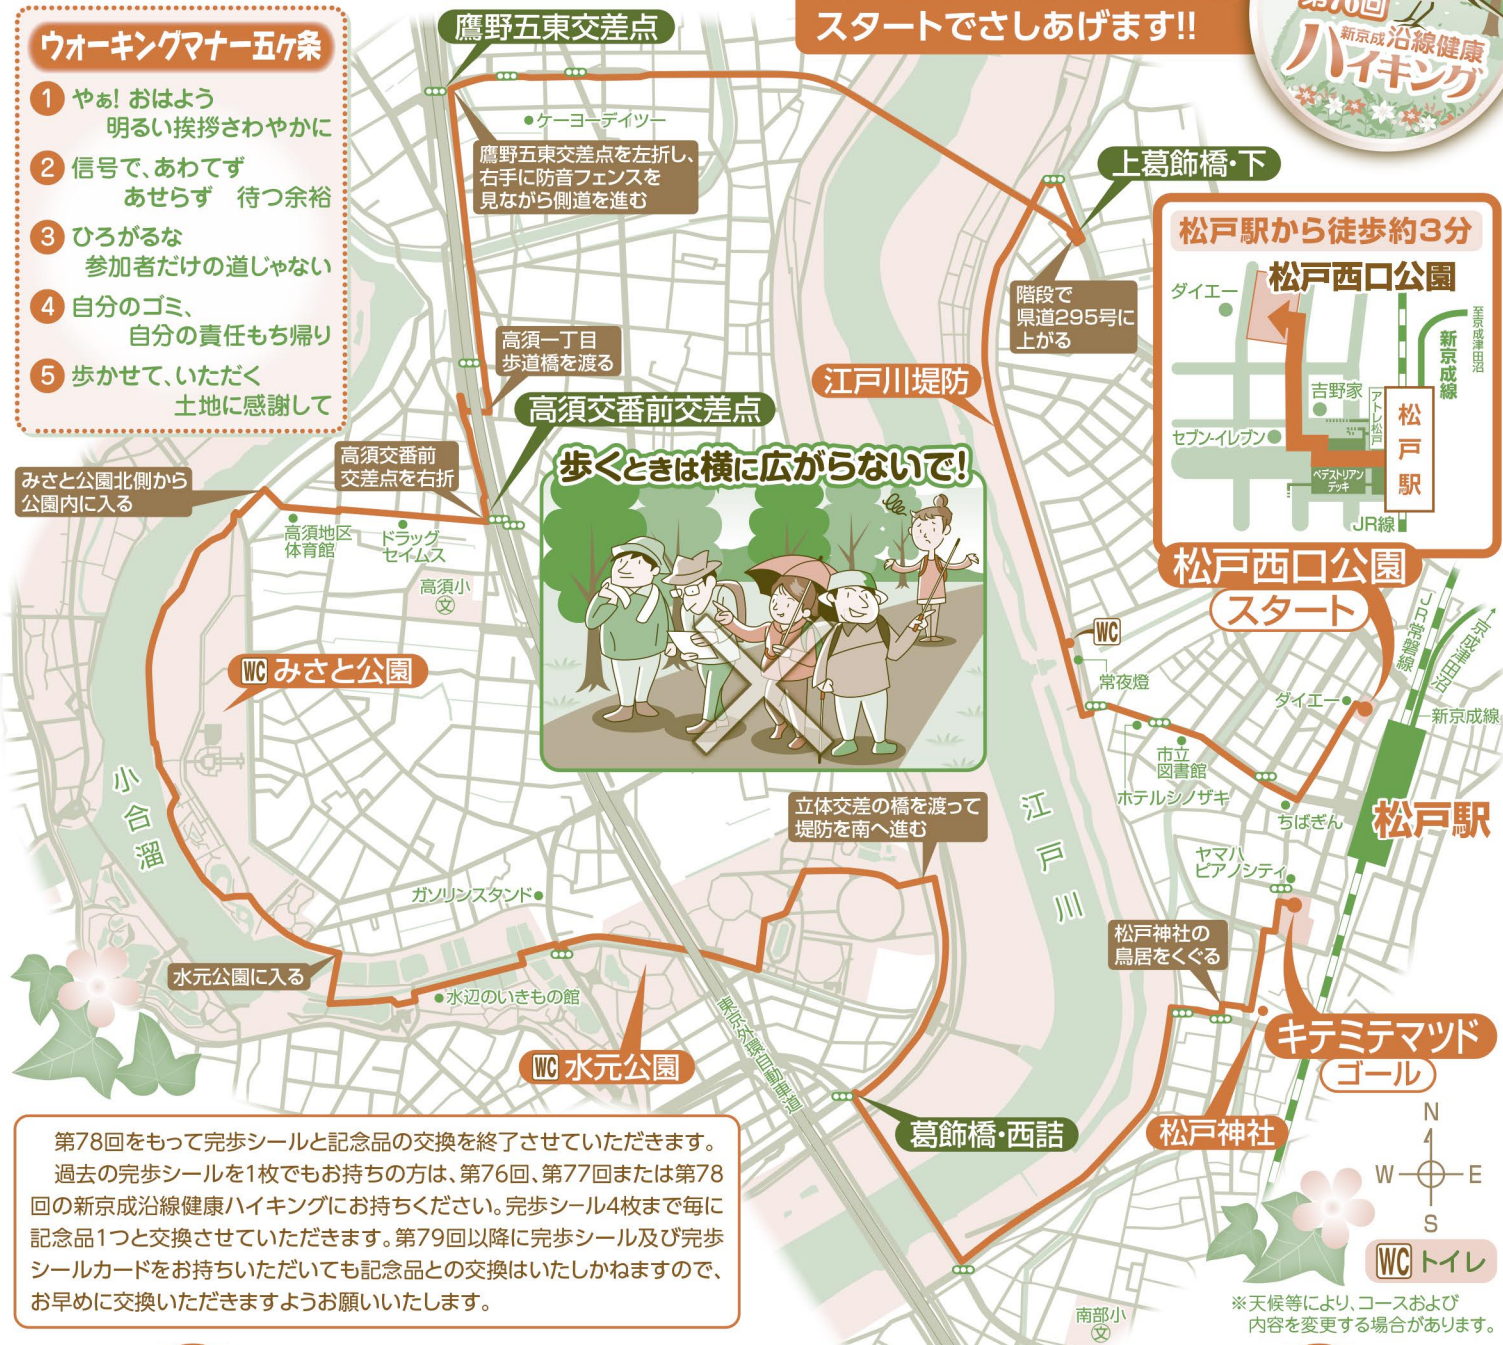 スタートでさしあげます!!
第76回
新京成沿線健康
ハイキング
ウォーキングマナー五ヶ条
1 やぁ! おはよう
明るい挨拶さわやかに
2 信号で、あわてず
あせらず 待つ余裕
3 ひろがるな
参加者だけの道じゃない
4 自分のゴミ、
自分の責任もち帰り
5 歩かせて、いただく
土地に感謝して
鷹野五東交差点
ケーヨーデイツー
鷹野五東交差点を左折し、
右手に防音フェンスを
見ながら側道を進む
上葛飾橋・下
階段で
県道295号に
上がる
松戸駅から徒歩約3分
松戸西口公園
ダイエー
至京成津田沼
新京成線
吉野家
アトレ松戸
松戸駅
セブン-イレブン
ペデストリアン
デッキ
JR線
高須一丁目
歩道橋を渡る
高須交番前交差点
江戸川堤防
高須交番前
交差点を右折
みさと公園北側から
公園内に入る
高須地区
体育館
ドラッグ
セイムス
高須小
文
歩くときは横に広がらないで!
松戸西口公園
スタート
JR常磐線
京成津田沼
新京成線
WC
常夜燈
ダイエー
市立
図書館
ホテルシノザキ
ちばぎん
松戸駅
WC みさと公園
小合溜
江戸川
立体交差の橋を渡って
堤防を南へ進む
ヤマハ
ピアノシティ
ガソリンスタンド
松戸神社の
鳥居をくぐる
水元公園に入る
水辺のいきもの館
東京外環自動車道
WC 水元公園
キテミテマツド
ゴール
葛飾橋・西詰
松戸神社
第78回をもって完歩シールと記念品の交換を終了させていただきます。
過去の完歩シールを1枚でもお持ちの方は、第76回、第77回または第78
回の新京成沿線健康ハイキングにお持ちください。完歩シール4枚まで毎に
記念品1つと交換させていただきます。第79回以降に完歩シール及び完歩
シールカードをお持ちいただいても記念品との交換はいたしかねますので、
お早めに交換いただきますようお願いいたします。
N
W E
S
WC トイレ
南部小
文
※天候等により、コースおよび
内容を変更する場合があります。